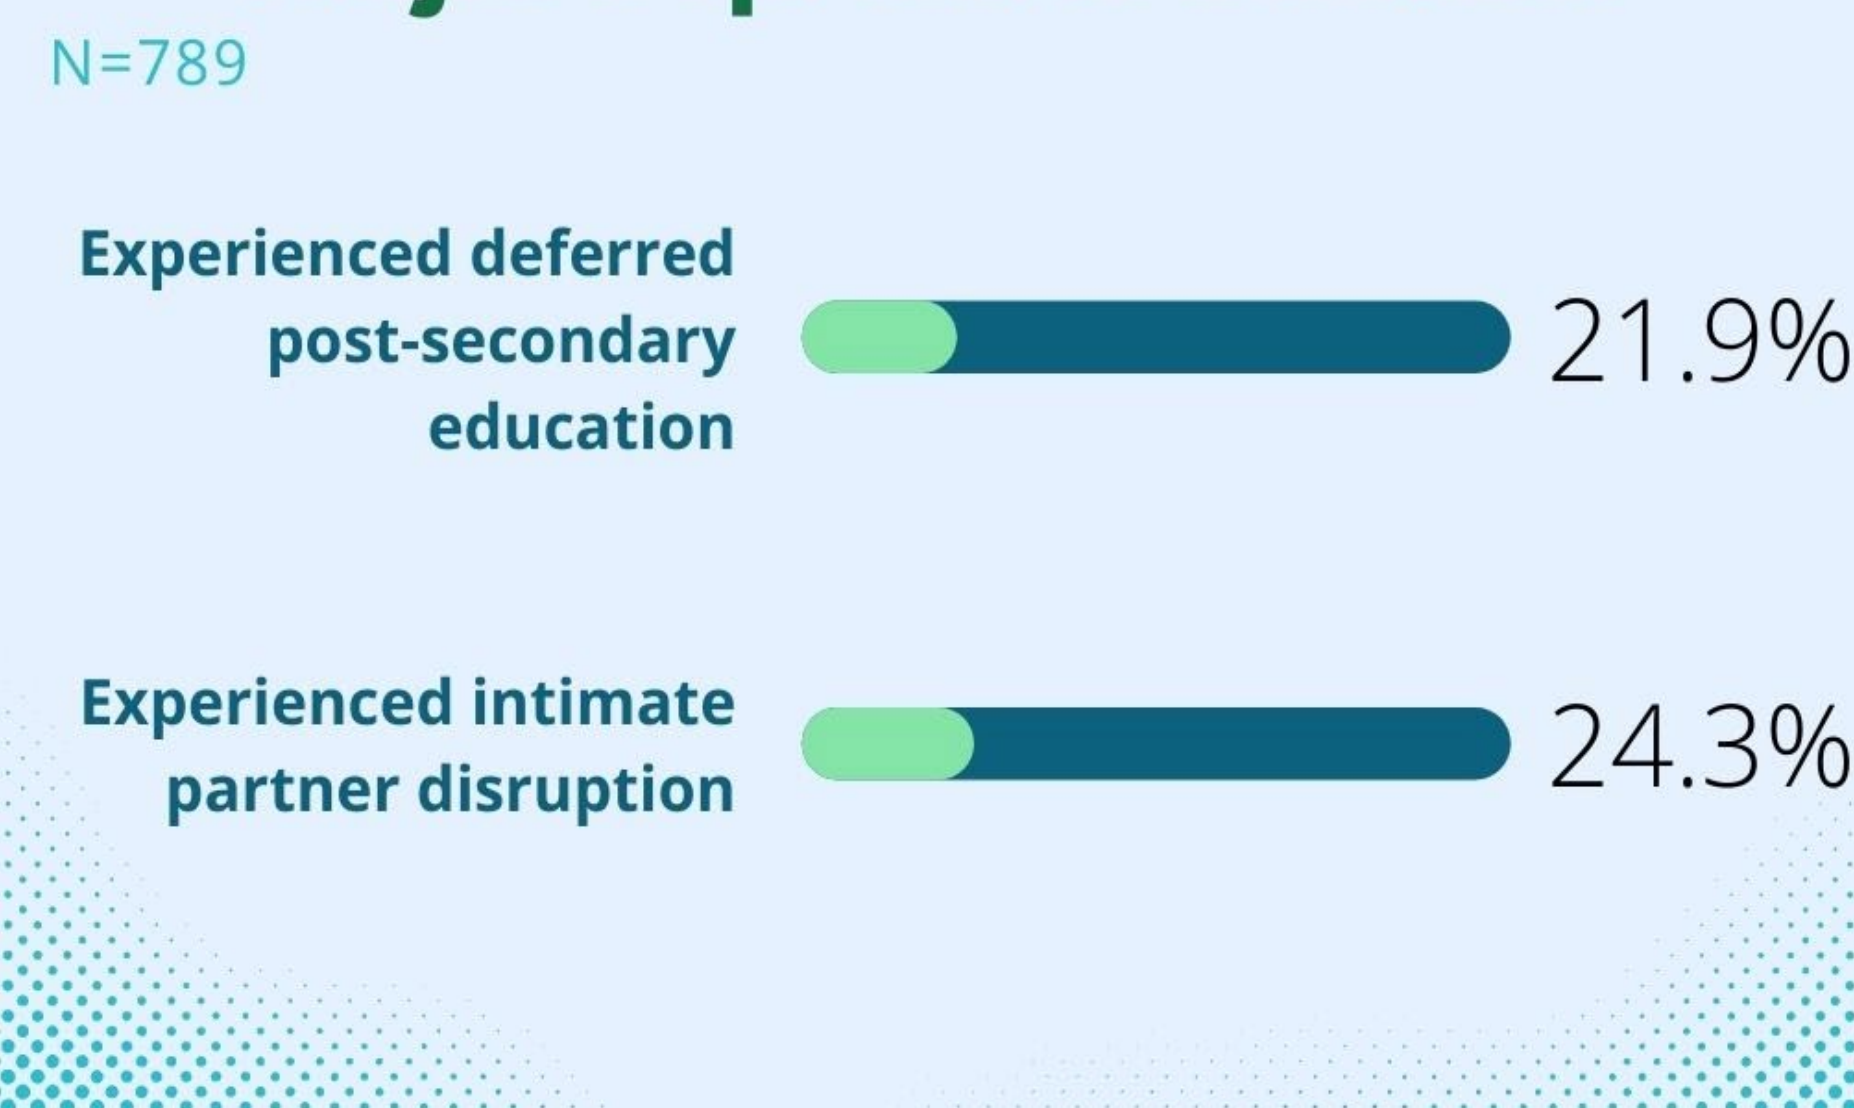 N=789
Experienced deferred
post-secondary
education
21.9%
Experienced intimate
partner disruption
24.3%